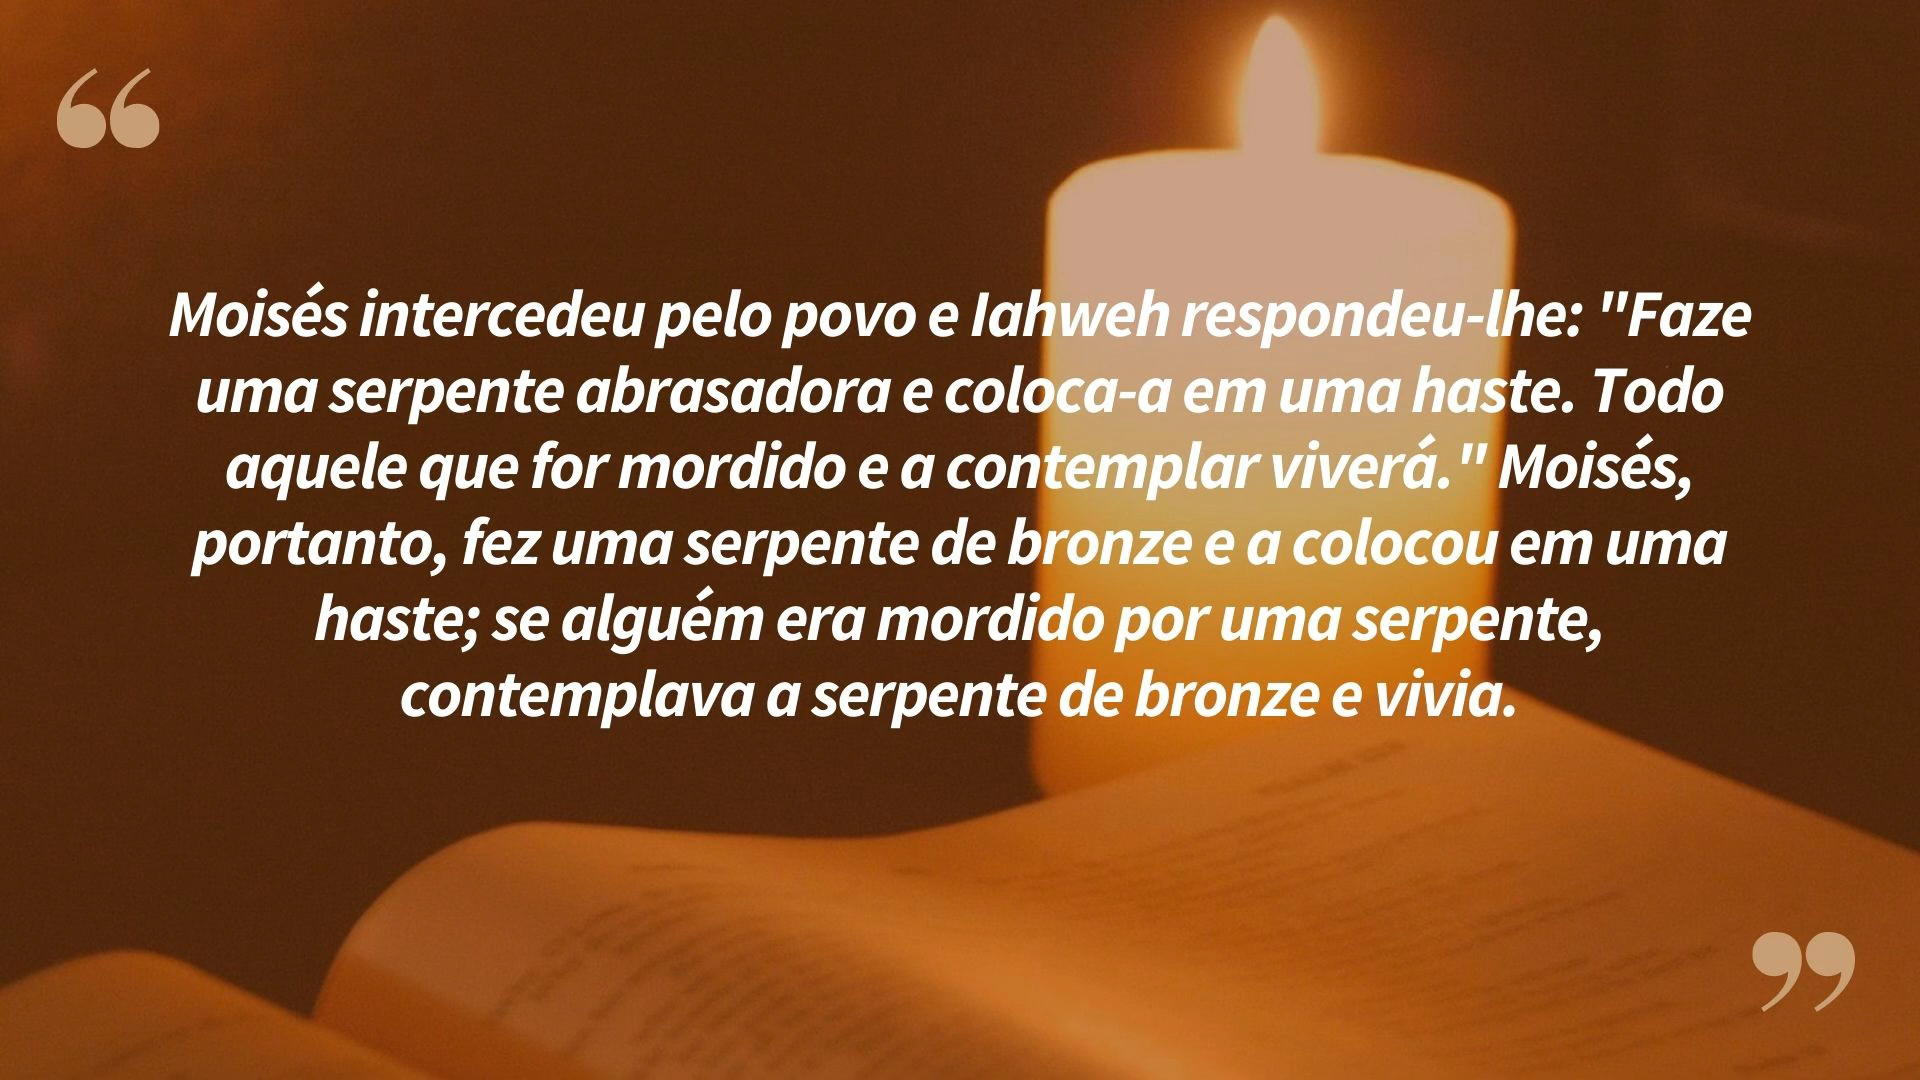 “
Moisés intercedeu pelo povo e Iahweh respondeu-lhe: "Faze
uma serpente abrasadora e coloca-a em uma haste. Todo
aquele que for mordido e a contemplar viverá." Moisés,
portanto, fez uma serpente de bronze e a colocou em uma
haste; se alguém era mordido por uma serpente,
contemplava a serpente de bronze e vivia.
”